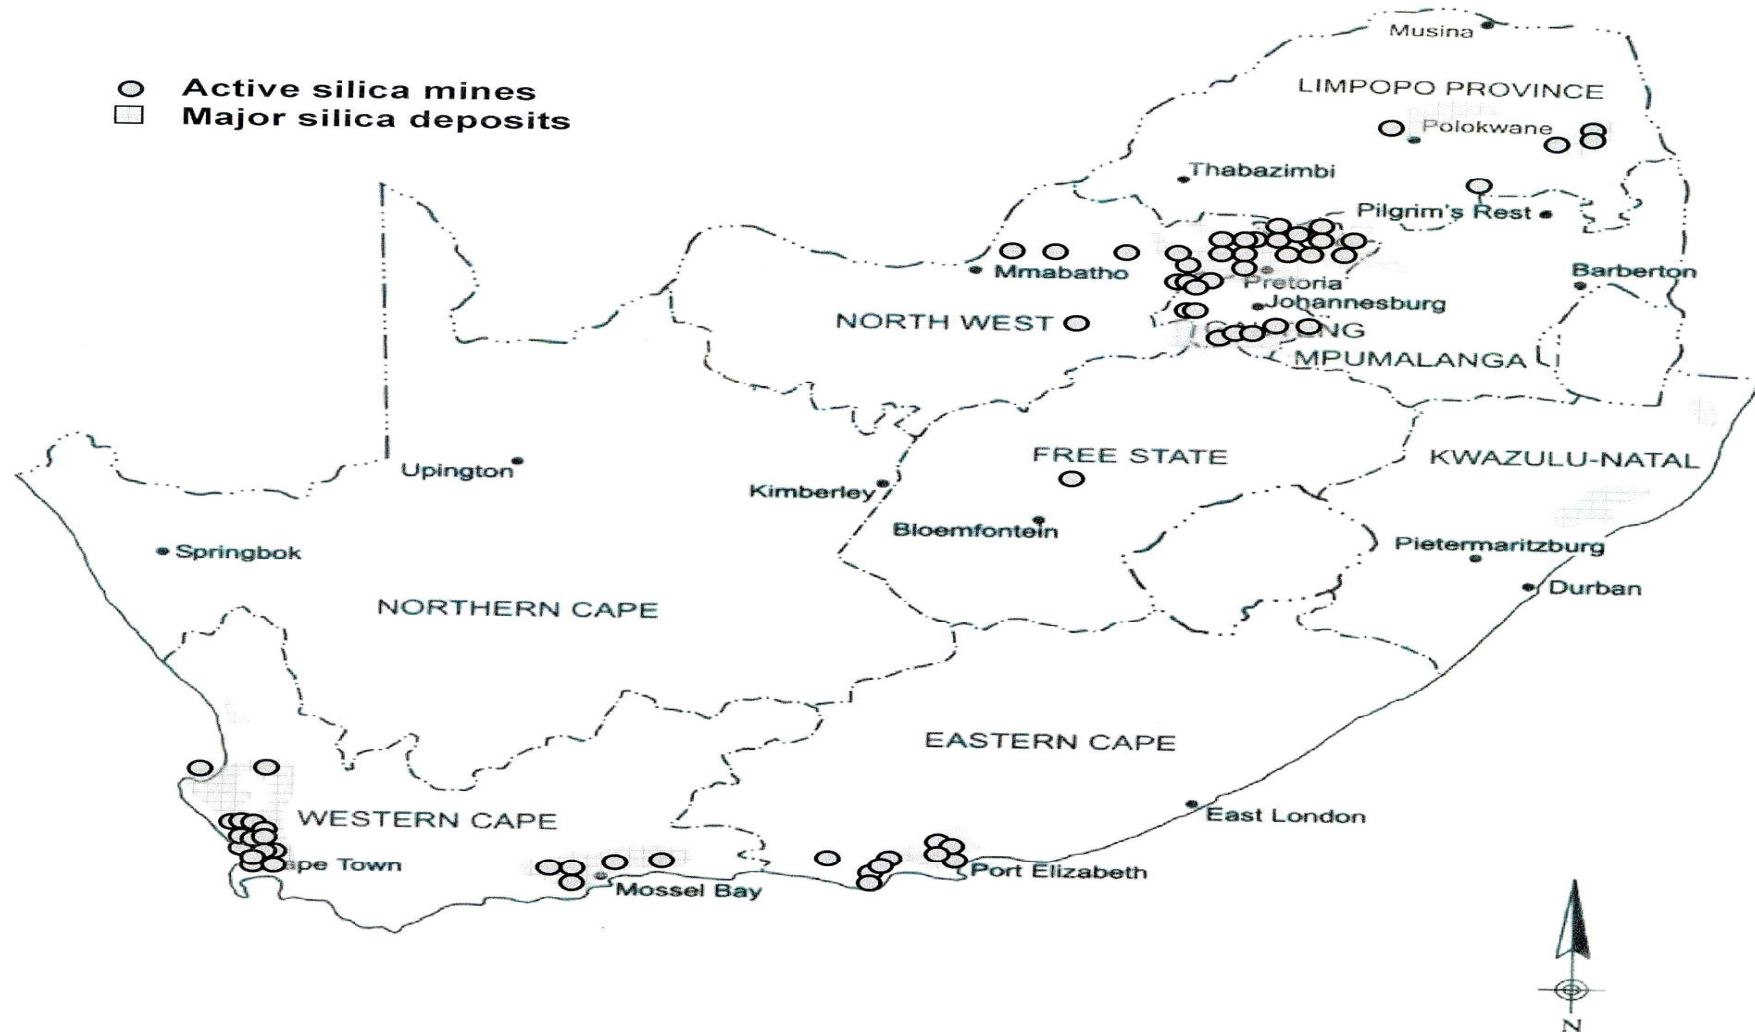 Active silica mines
Major silica deposits
Musina
LIMPOPO PROVINCE
Polokwane
Thabazimbi
Pilgrim's Rest
Mmabatho
Barberton
Pretoria
Johannesburg
NORTH WEST
MPUMALANGA
FREE STATE
KWAZULU-NATAL
Upington
Kimberley
Bloemfontein
Pietermaritzburg
Springbok
Durban
NORTHERN CAPE
EASTERN CAPE
East London
WESTERN CAPE
ape Town
Port Elizabeth
Mossel Bay
N